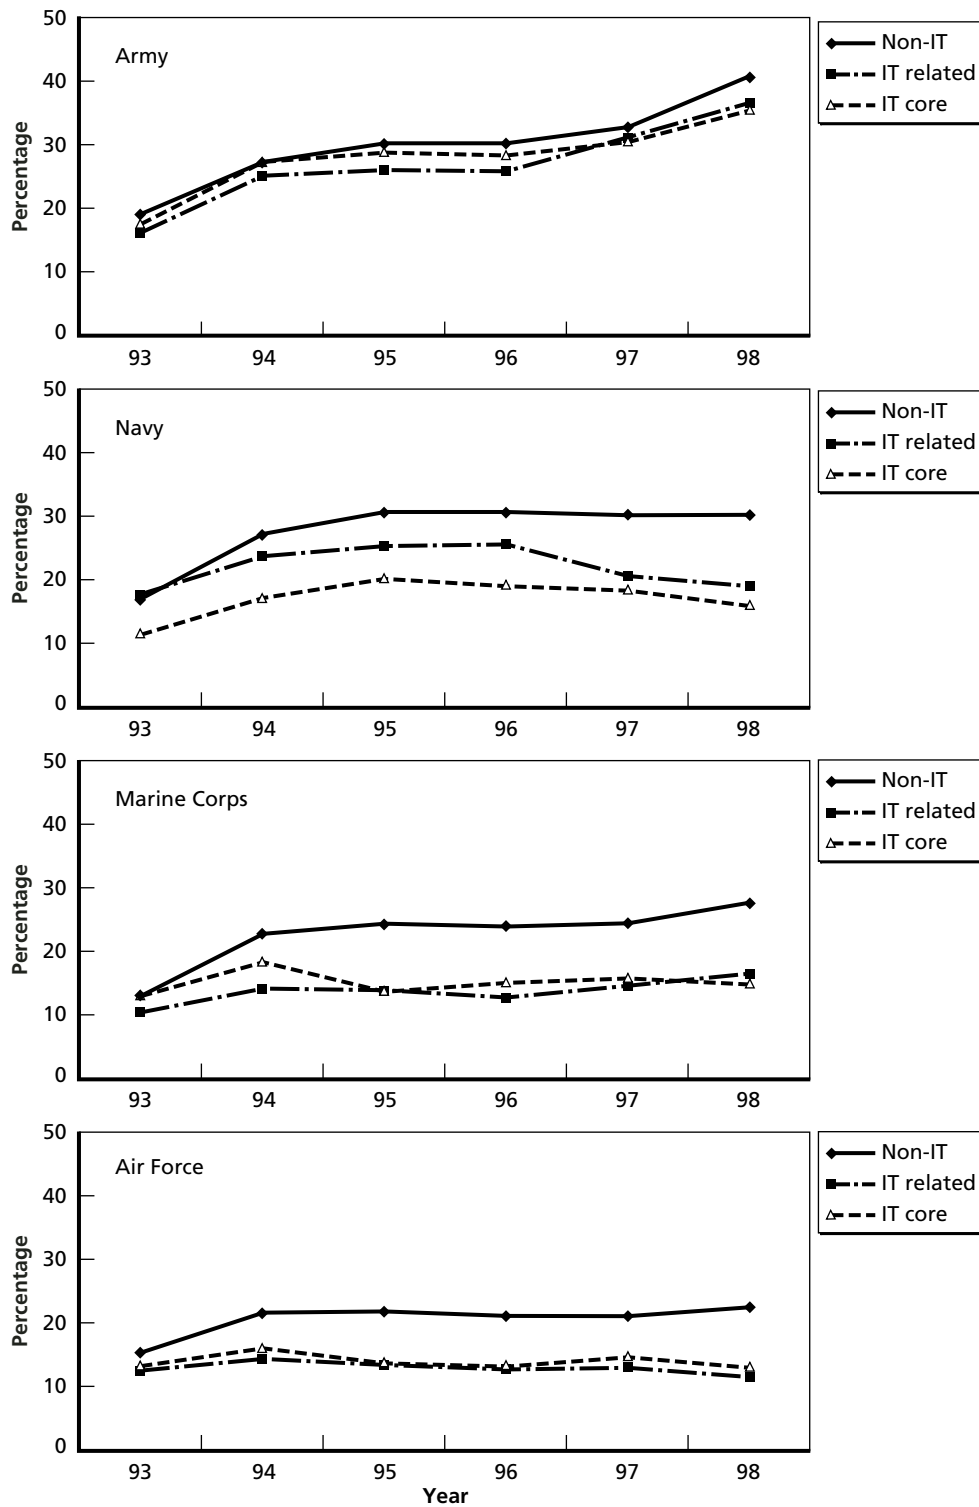 50
40
30
20
10
0
Percentage
Army
93 94 95 96 97 98
Non-IT
IT related
IT core
50
40
30
20
10
0
Percentage
Navy
93 94 95 96 97 98
Non-IT
IT related
IT core
50
40
30
20
10
0
Percentage
Marine Corps
93 94 95 96 97 98
Non-IT
IT related
IT core
50
40
30
20
10
0
Percentage
Air Force
93 94 95 96 97 98
Year
Non-IT
IT related
IT core